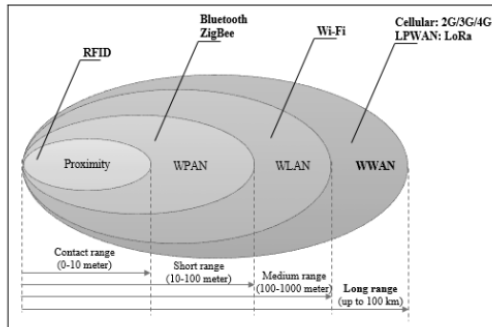 Cellular: 2G/3G/4G
LPWAN: LoRa
Bluetooth
ZigBee
Wi-Fi
RFID
Proximity
WPAN
WLAN
WWAN
Contact range
(0-10 meter)
Short range
(10-100 meter)
Medium range
(100-1000 meter)
Long range
(up to 100 km)